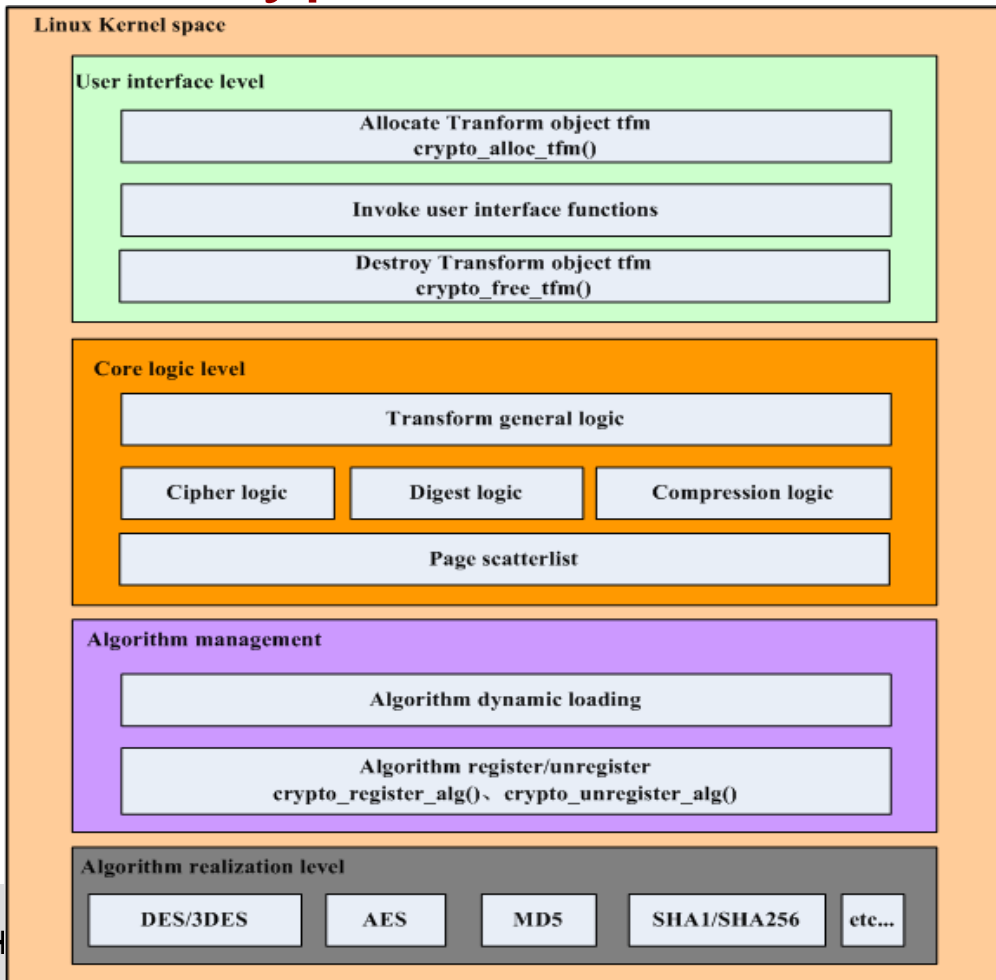 Linux Kernel space
User interface level
Allocate Tranform object tfm
crypto_alloc_tfm()
Invoke user interface functions
Destroy Transform object tfm
crypto_free_tfm()
Core logic level
Transform general logic
Cipher logic
Digest logic
Compression logic
Page scatterlist
Algorithm management
Algorithm dynamic loading
Algorithm register/unregister
crypto_register_alg()、crypto_unregister_alg()
Algorithm realization level
DES/3DES
AES
MD5
SHA1/SHA256
etc...